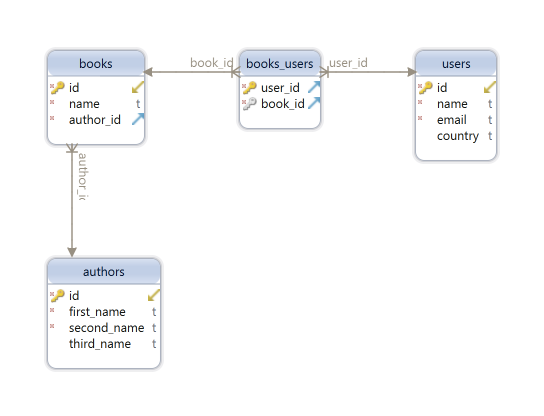 books
id
name t
author_id
book_id
books_users
user_id
book_id
user_id
users
id
name t
email t
country t
author_id
authors
id
first_name t
second_name t
third_name t